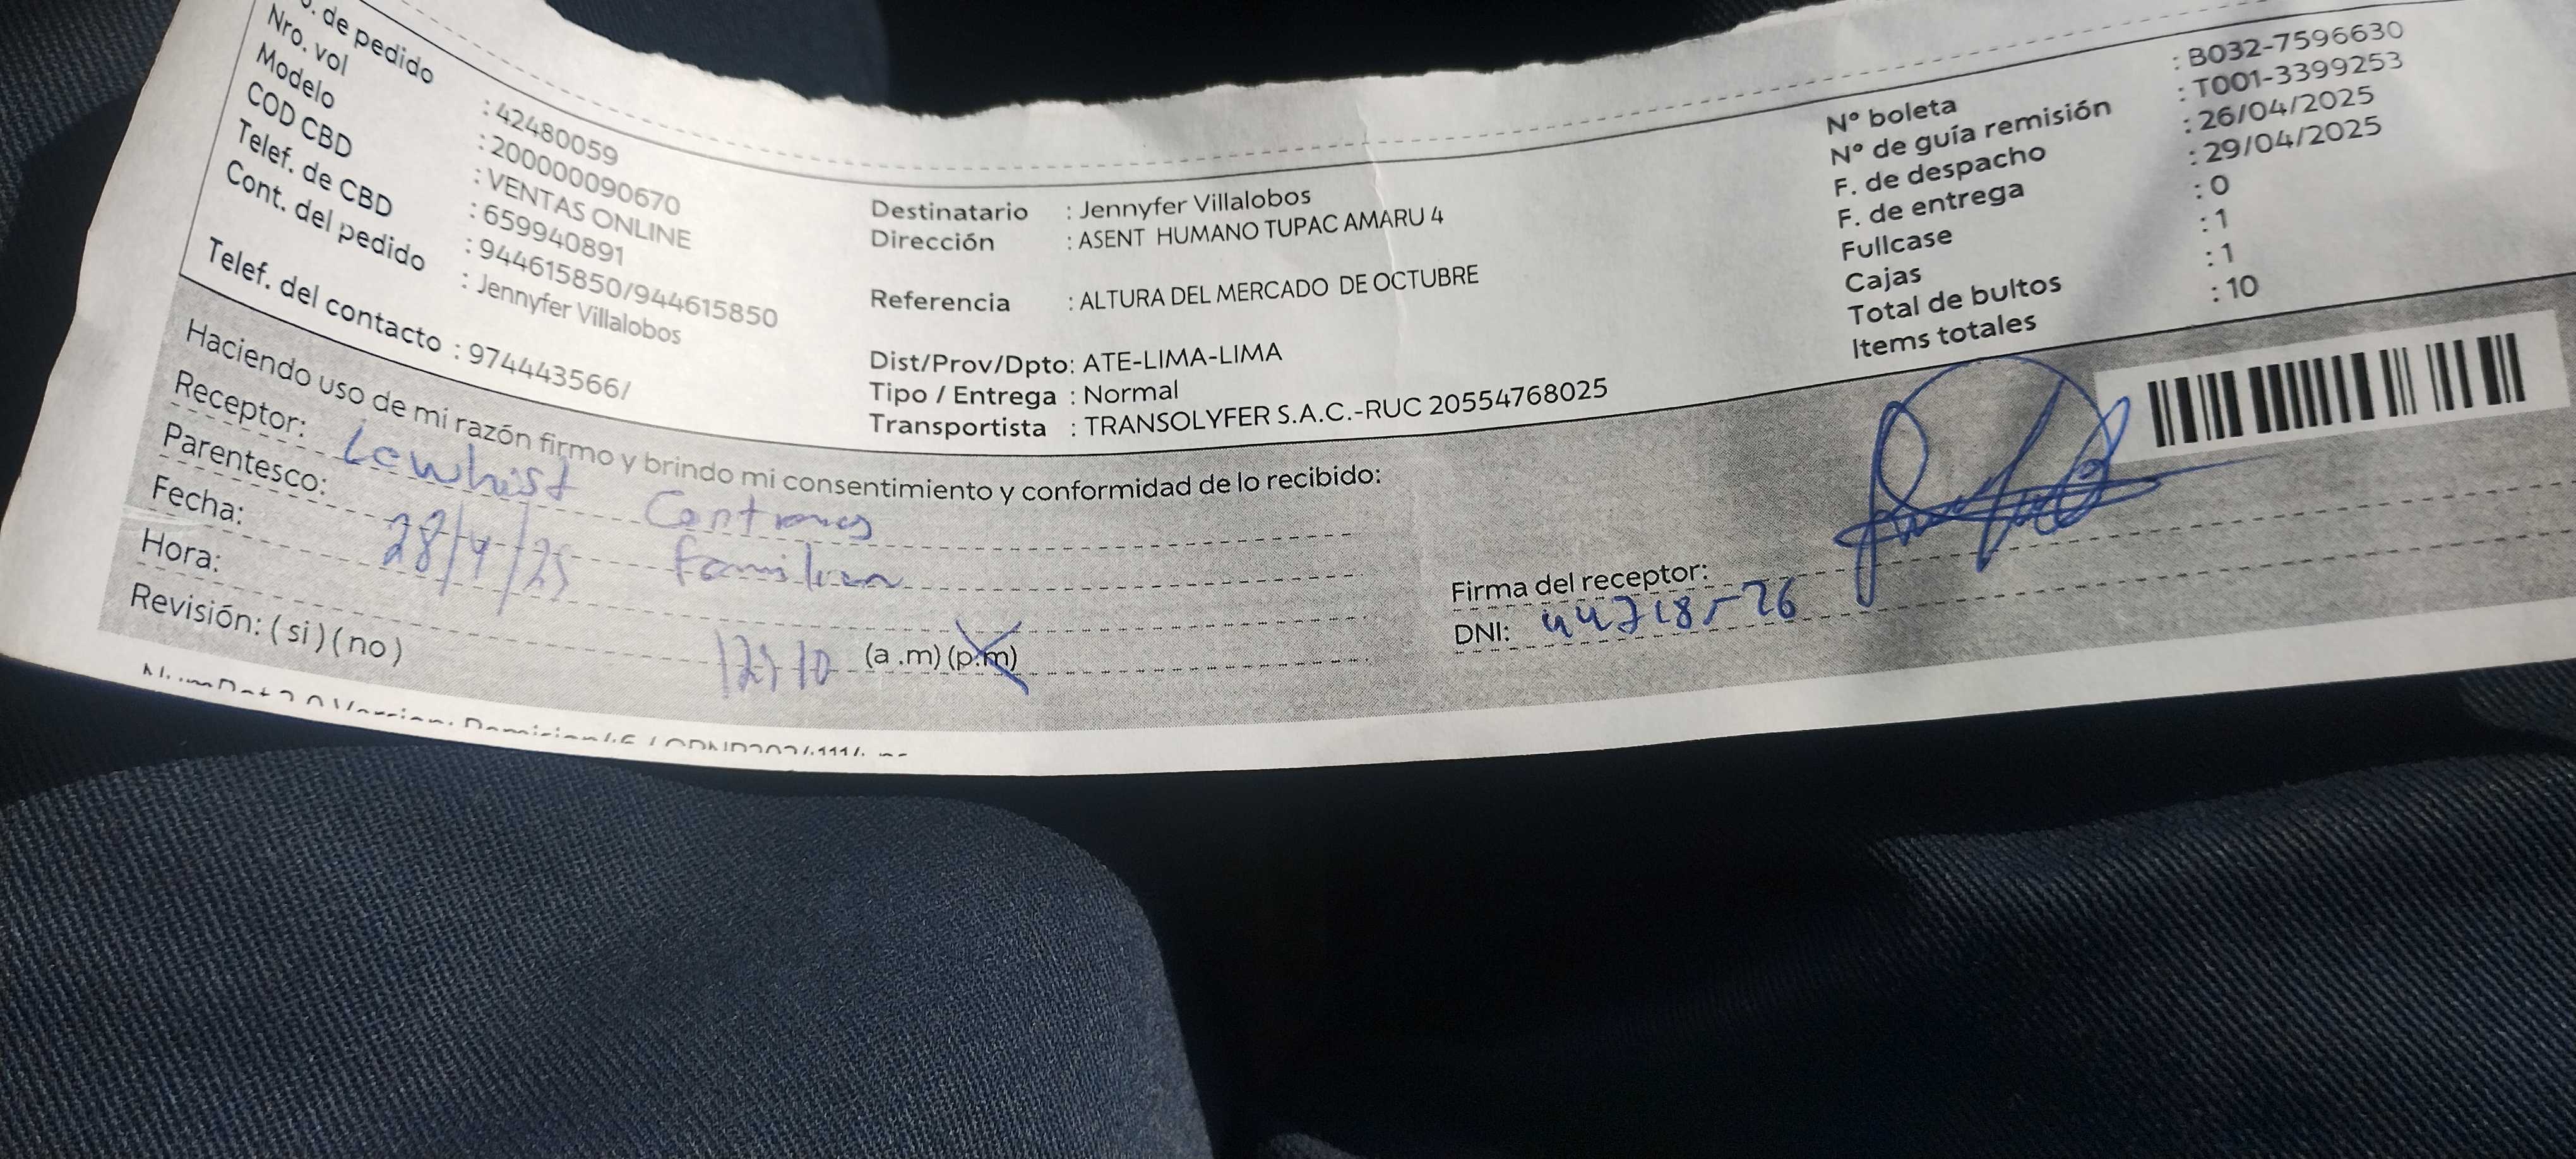 . de pedido : 42480059
Nro. vol : 20000090670
Modelo : VENTAS ONLINE
COD CBD : 659940891
Telef. de CBD : 944615850/944615850
Cont. del pedido : Jennyfer Villalobos
Telef. del contacto : 974443566/
Destinatario : Jennyfer Villalobos
Dirección : ASENT HUMANO TUPAC AMARU 4
Referencia : ALTURA DEL MERCADO DE OCTUBRE
Dist/Prov/Dpto: ATE-LIMA-LIMA
Tipo / Entrega : Normal
Transportista : TRANSOLYFER S.A.C.-RUC 20554768025
N° boleta : B032-7596630
N° de guía remisión : T001-3399253
F. de despacho : 26/04/2025
F. de entrega : 29/04/2025
Fullcase : 0
Cajas : 1
Total de bultos : 1
Items totales : 10
Haciendo uso de mi razón firmo y brindo mi consentimiento y conformidad de lo recibido:
Receptor:
Parentesco: Familiar
Fecha: 28/4/25
Hora: 12:10 (a .m) (p.m)
Revisión: ( si ) ( no )
Firma del receptor:
DNI: